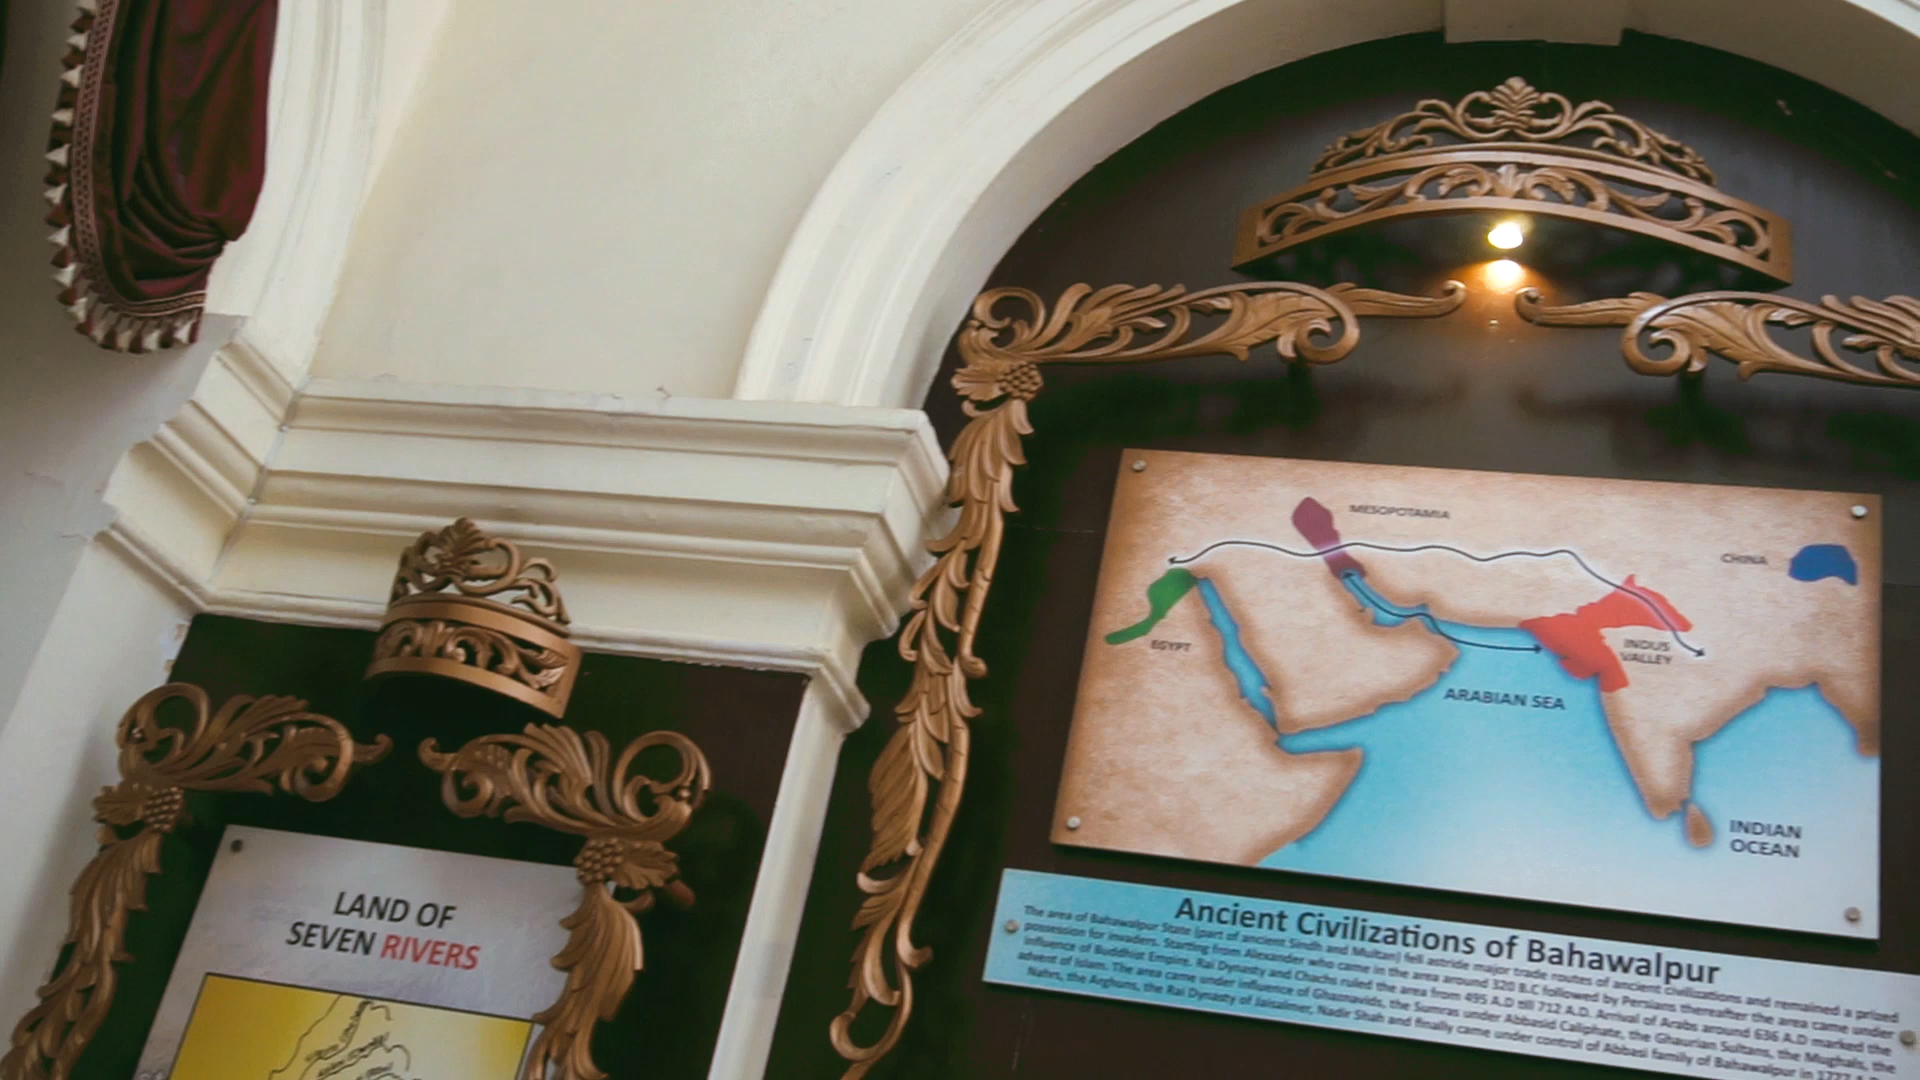 MESOPOTAMIA
CHINA
EGYPT
INDUS
VALLEY
ARABIAN SEA
INDIAN
OCEAN
LAND OF
SEVEN RIVERS
Ancient Civilizations of Bahawalpur
The area of Bahawalpur State (part of ancient Sindh and Multan) fell astride major trade routes of ancient civilizations and remained a prized
possession for invaders. Starting from Alexander who came in the area around 320 B.C followed by Persians thereafter the area came under
influence of Buddhist Empire. Rai Dynasty and Chachs ruled the area from 495 A.D till 712 A.D. Arrival of Arabs around 636 A.D marked the
advent of Islam. The area came under influence of Ghaznavids, the Sumras under Abbasid Caliphate, the Ghaurian Sultans, the Mughals, the
Nahrs, the Arghuns, the Rai Dynasty of Jaisalmer, Nadir Shah and finally came under control of Abbasi family of Bahawalpur in